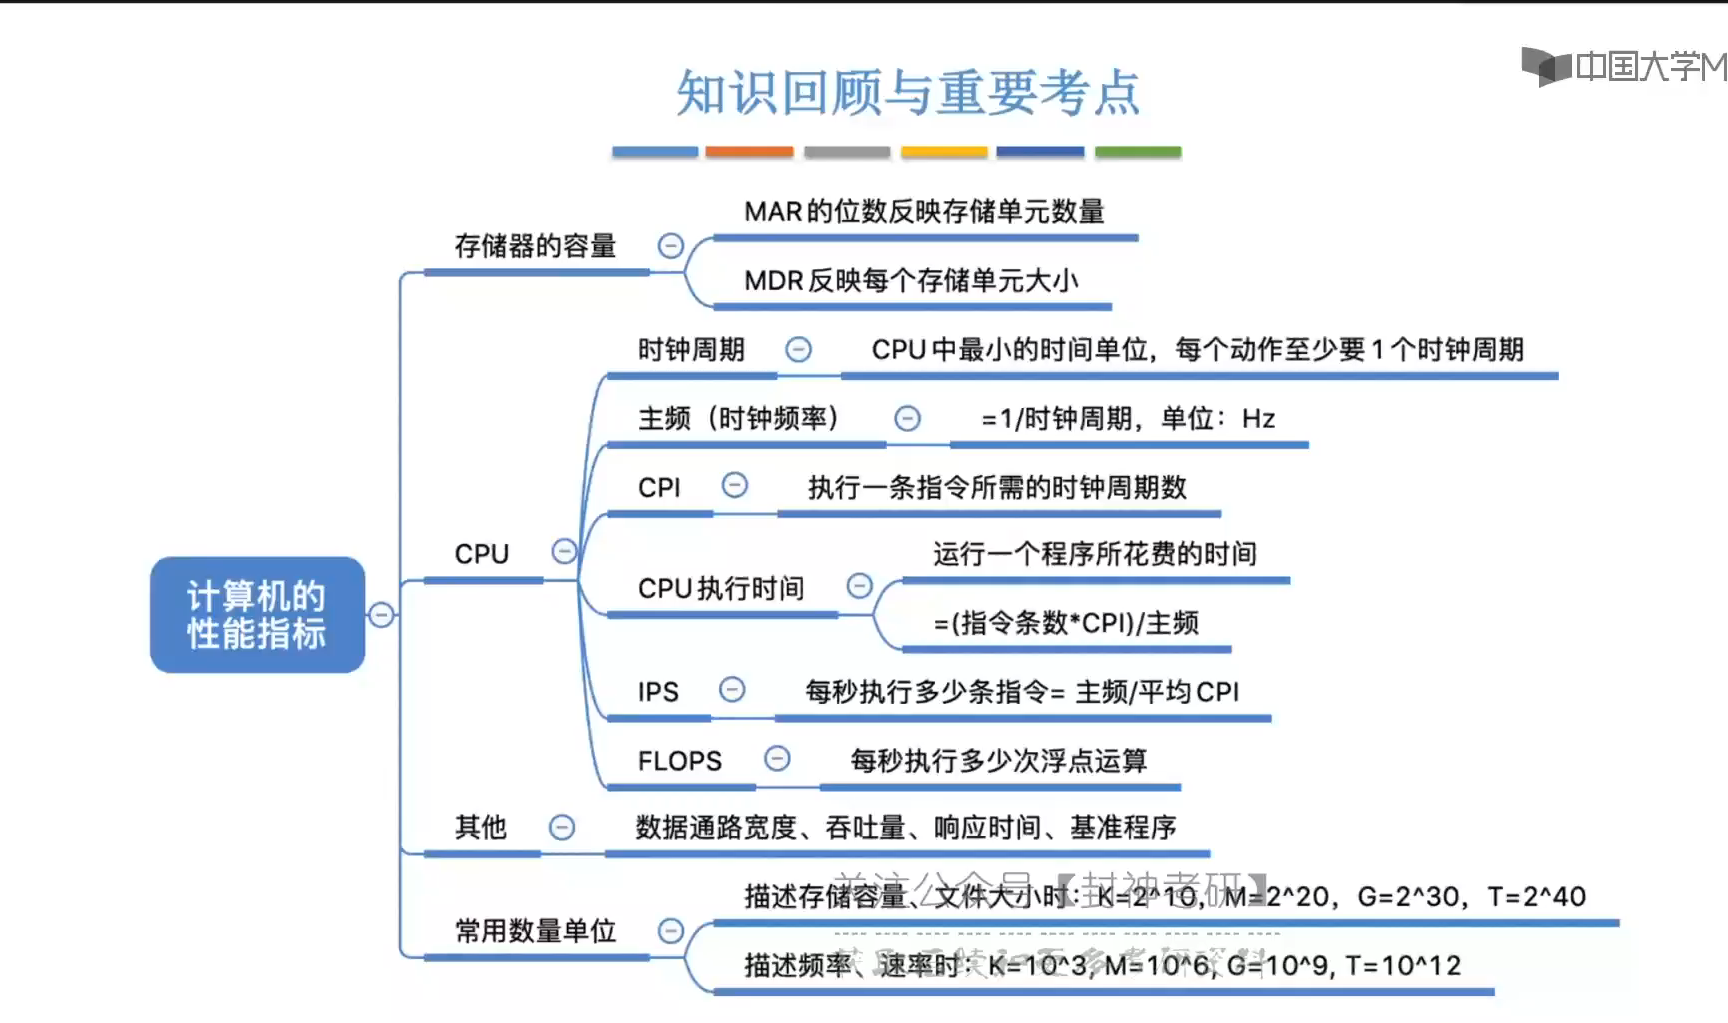 中国大学M
知识回顾与重要考点
MAR的位数反映存储单元数量
存储器的容量
MDR反映每个存储单元大小
时钟周期
CPU中最小的时间单位，每个动作至少要1个时钟周期
主频（时钟频率）
=1/时钟周期，单位：Hz
CPI
执行一条指令所需的时钟周期数
CPU
运行一个程序所花费的时间
CPU执行时间
=(指令条数*CPI)/主频
计算机的
性能指标
IPS
每秒执行多少条指令= 主频/平均CPI
FLOPS
每秒执行多少次浮点运算
其他
数据通路宽度、吞吐量、响应时间、基准程序
关注公众号【封神考研】
描述存储容量、文件大小时：K=2^10, M=2^20，G=2^30，T=2^40
常用数量单位
描述频率、速率时：K=10^3, M=10^6, G=10^9, T=10^12